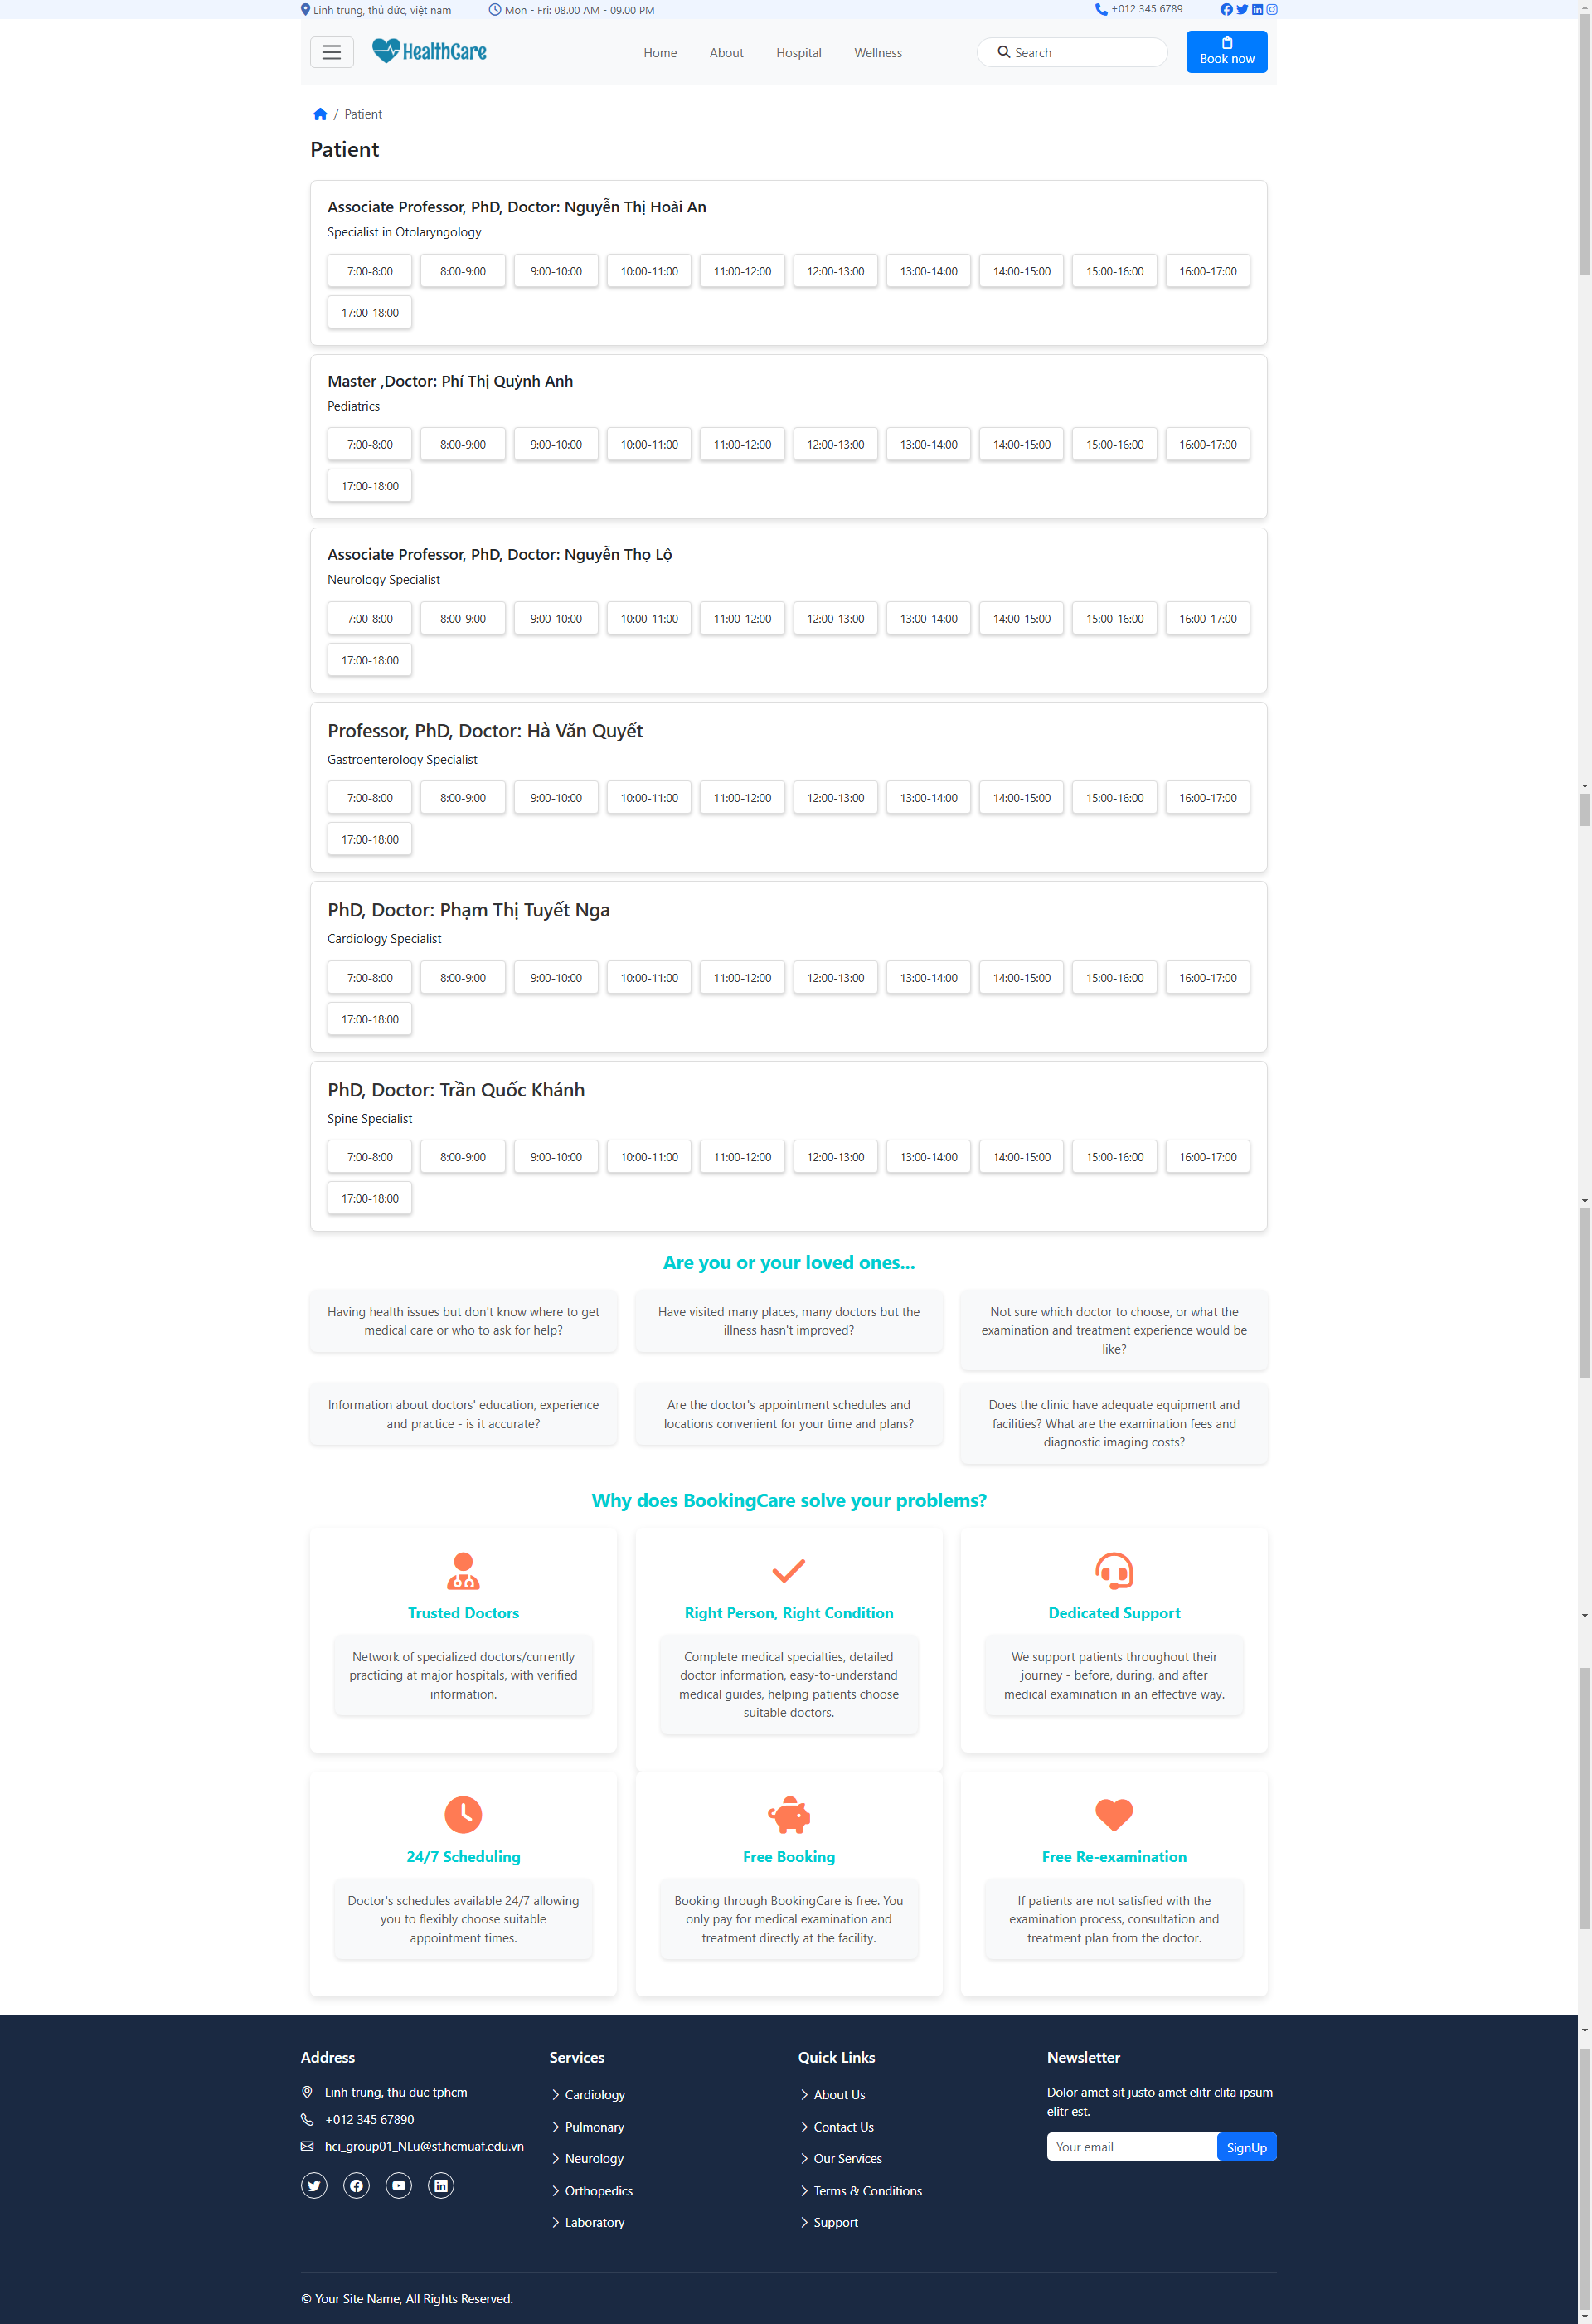 Linh trung, thủ đức, việt nam
Mon - Fri: 08.00 AM - 09.00 PM
+012 345 6789
HealthCare
Home
About
Hospital
Wellness
Search
Book now
/ Patient
Patient
Associate Professor, PhD, Doctor: Nguyễn Thị Hoài An
Specialist in Otolaryngology
7:00-8:00 8:00-9:00 9:00-10:00 10:00-11:00 11:00-12:00 12:00-13:00 13:00-14:00 14:00-15:00 15:00-16:00 16:00-17:00
17:00-18:00
Master ,Doctor: Phí Thị Quỳnh Anh
Pediatrics
7:00-8:00 8:00-9:00 9:00-10:00 10:00-11:00 11:00-12:00 12:00-13:00 13:00-14:00 14:00-15:00 15:00-16:00 16:00-17:00
17:00-18:00
Associate Professor, PhD, Doctor: Nguyễn Thọ Lộ
Neurology Specialist
7:00-8:00 8:00-9:00 9:00-10:00 10:00-11:00 11:00-12:00 12:00-13:00 13:00-14:00 14:00-15:00 15:00-16:00 16:00-17:00
17:00-18:00
Professor, PhD, Doctor: Hà Văn Quyết
Gastroenterology Specialist
7:00-8:00 8:00-9:00 9:00-10:00 10:00-11:00 11:00-12:00 12:00-13:00 13:00-14:00 14:00-15:00 15:00-16:00 16:00-17:00
17:00-18:00
PhD, Doctor: Phạm Thị Tuyết Nga
Cardiology Specialist
7:00-8:00 8:00-9:00 9:00-10:00 10:00-11:00 11:00-12:00 12:00-13:00 13:00-14:00 14:00-15:00 15:00-16:00 16:00-17:00
17:00-18:00
PhD, Doctor: Trần Quốc Khánh
Spine Specialist
7:00-8:00 8:00-9:00 9:00-10:00 10:00-11:00 11:00-12:00 12:00-13:00 13:00-14:00 14:00-15:00 15:00-16:00 16:00-17:00
17:00-18:00
Are you or your loved ones...
Having health issues but don't know where to get
medical care or who to ask for help?
Have visited many places, many doctors but the
illness hasn't improved?
Not sure which doctor to choose, or what the
examination and treatment experience would be
like?
Information about doctors' education, experience
and practice - is it accurate?
Are the doctor's appointment schedules and
locations convenient for your time and plans?
Does the clinic have adequate equipment and
facilities? What are the examination fees and
diagnostic imaging costs?
Why does BookingCare solve your problems?
Trusted Doctors
Network of specialized doctors/currently
practicing at major hospitals, with verified
information.
Right Person, Right Condition
Complete medical specialties, detailed
doctor information, easy-to-understand
medical guides, helping patients choose
suitable doctors.
Dedicated Support
We support patients throughout their
journey - before, during, and after
medical examination in an effective way.
24/7 Scheduling
Doctor's schedules available 24/7 allowing
you to flexibly choose suitable
appointment times.
Free Booking
Booking through BookingCare is free. You
only pay for medical examination and
treatment directly at the facility.
Free Re-examination
If patients are not satisfied with the
examination process, consultation and
treatment plan from the doctor.
Address
Linh trung, thu duc tphcm
+012 345 67890
hci_group01_NLu@st.hcmuaf.edu.vn
Services
Cardiology
Pulmonary
Neurology
Orthopedics
Laboratory
Quick Links
About Us
Contact Us
Our Services
Terms & Conditions
Support
Newsletter
Dolor amet sit justo amet elitr clita ipsum
elitr est.
Your email
SignUp
© Your Site Name, All Rights Reserved.